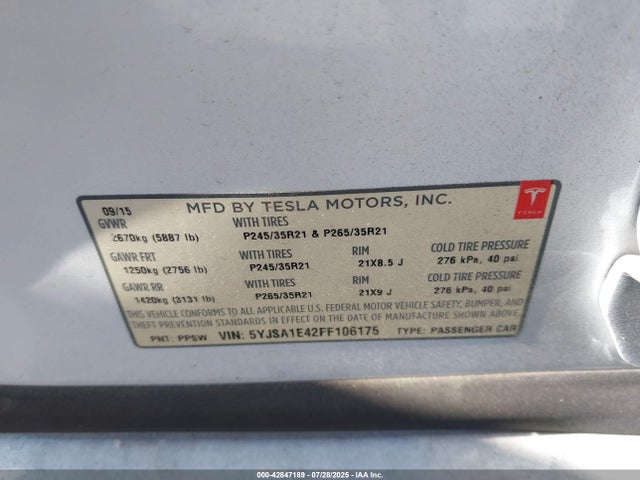 09/15 MFD BY TESLA MOTORS, INC. TESLA
GVWR WITH TIRES
2670kg (5887 lb) P245/35R21 & P265/35R21
GAWR FRT WITH TIRES RIM COLD TIRE PRESSURE
1250kg (2756 lb) P245/35R21 21X8.5 J 276 kPa, 40 psi
GAWR RR WITH TIRES RIM COLD TIRE PRESSURE
1420kg (3131 lb) P265/35R21 21X9 J 276 kPa, 40 psi
THIS VEHICLE CONFORMS TO ALL APPLICABLE U.S. FEDERAL MOTOR VEHICLE SAFETY, BUMPER, AND
THEFT PREVENTION STANDARDS IN EFFECT ON THE DATE OF MANUFACTURE SHOWN ABOVE.
PNT: PPSW VIN: 5YJSA1E42FF106175 TYPE: PASSENGER CAR
000-42847189 - 07/28/2025 - IAA Inc.